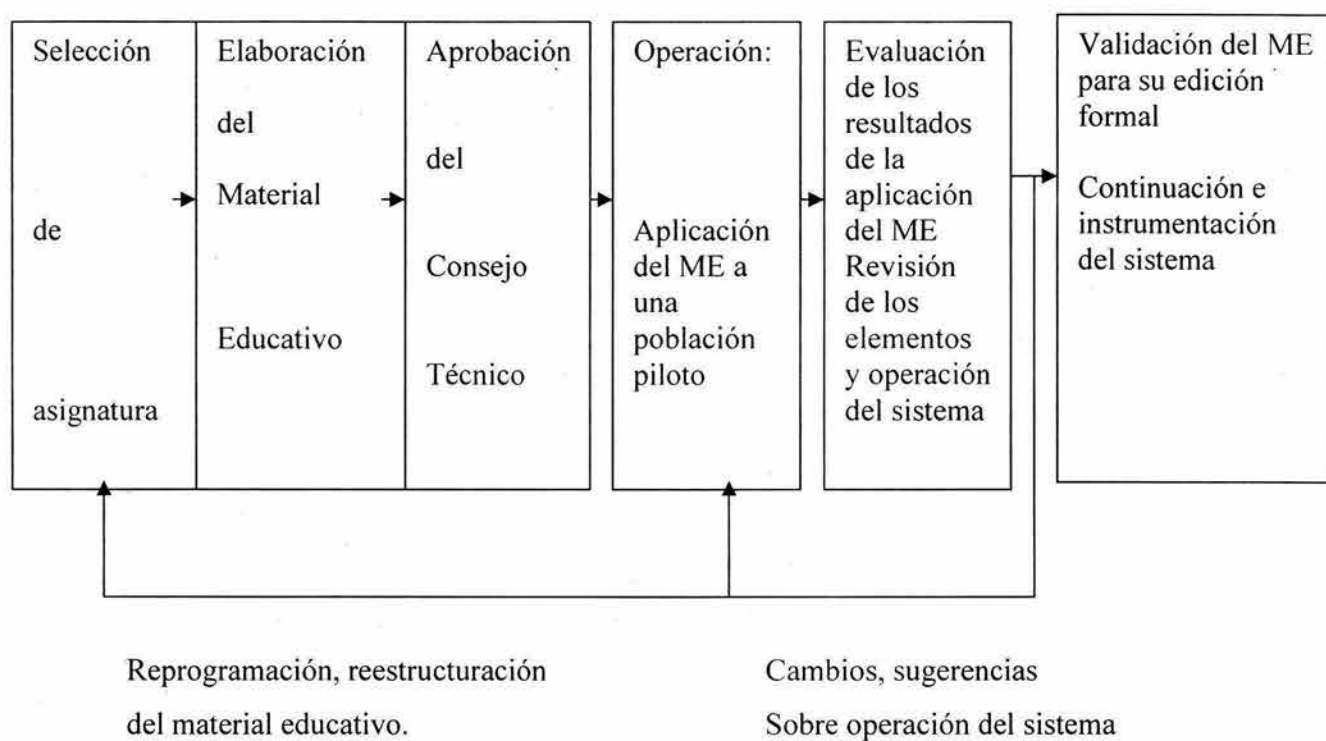 Selección
de
asignatura
Elaboración
del
Material
Educativo
Aprobación
del
Consejo
Técnico
Operación:
Aplicación
del ME a
una
población
piloto
Evaluación
de los
resultados
de la
aplicación
del ME
Revisión
de los
elementos
y operación
del sistema
Validación del ME
para su edición
formal
Continuación e
instrumentación
del sistema
Reprogramación, reestructuración
del material educativo.
Cambios, sugerencias
Sobre operación del sistema